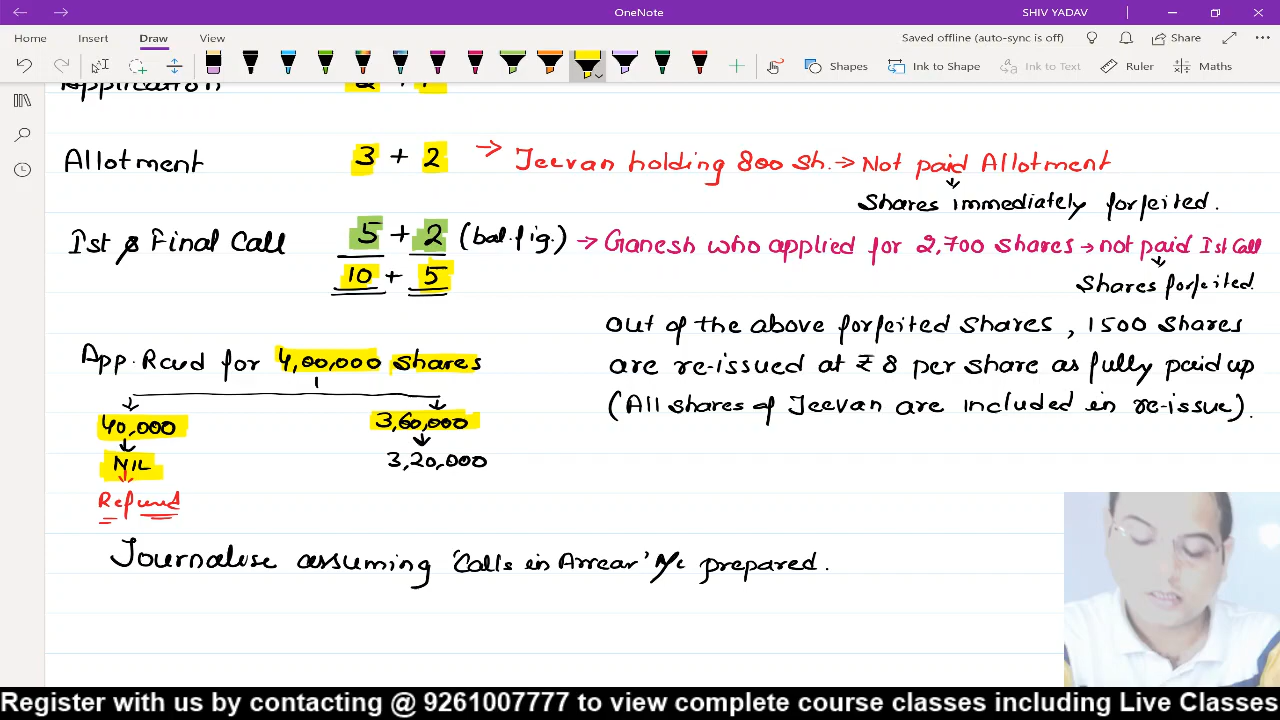 OneNote
SHIV YADAV
Home Insert Draw View
Saved offline (auto-sync is off)
Share
Shapes
Ink to Shape
Ink to Text
Ruler
Maths
Application 2 + 1
Allotment 3 + 2 → Jeevan holding 800 Sh. → Not paid Allotment
Shares immediately forfeited.
Ist & Final Call 5 + 2 (bal. fig.) → Ganesh who applied for 2,700 shares → not paid Ist Call
10 + 5
Shares forfeited.
Out of the above forfeited shares, 1500 shares
are re-issued at ₹ 8 per share as fully paid up
(All shares of Jeevan are included in re-issue).
App. Rcvd for 4,00,000 shares
40,000 3,60,000
NIL 3,20,000
Refund
Journalise assuming 'Calls in Arrear' A/c prepared.
Register with us by contacting @ 9261007777 to view complete course classes including Live Classes